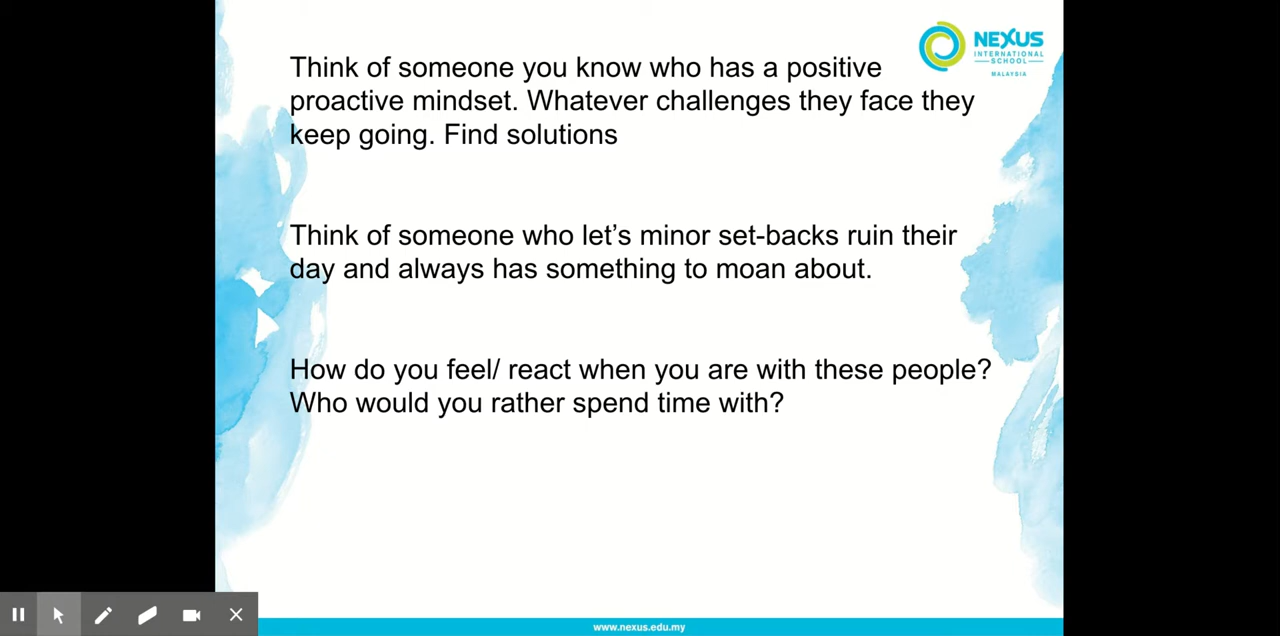 NEXUS
INTERNATIONAL
SCHOOL
MALAYSIA
Think of someone you know who has a positive
proactive mindset. Whatever challenges they face they
keep going. Find solutions
Think of someone who let’s minor set-backs ruin their
day and always has something to moan about.
How do you feel/ react when you are with these people?
Who would you rather spend time with?
www.nexus.edu.my